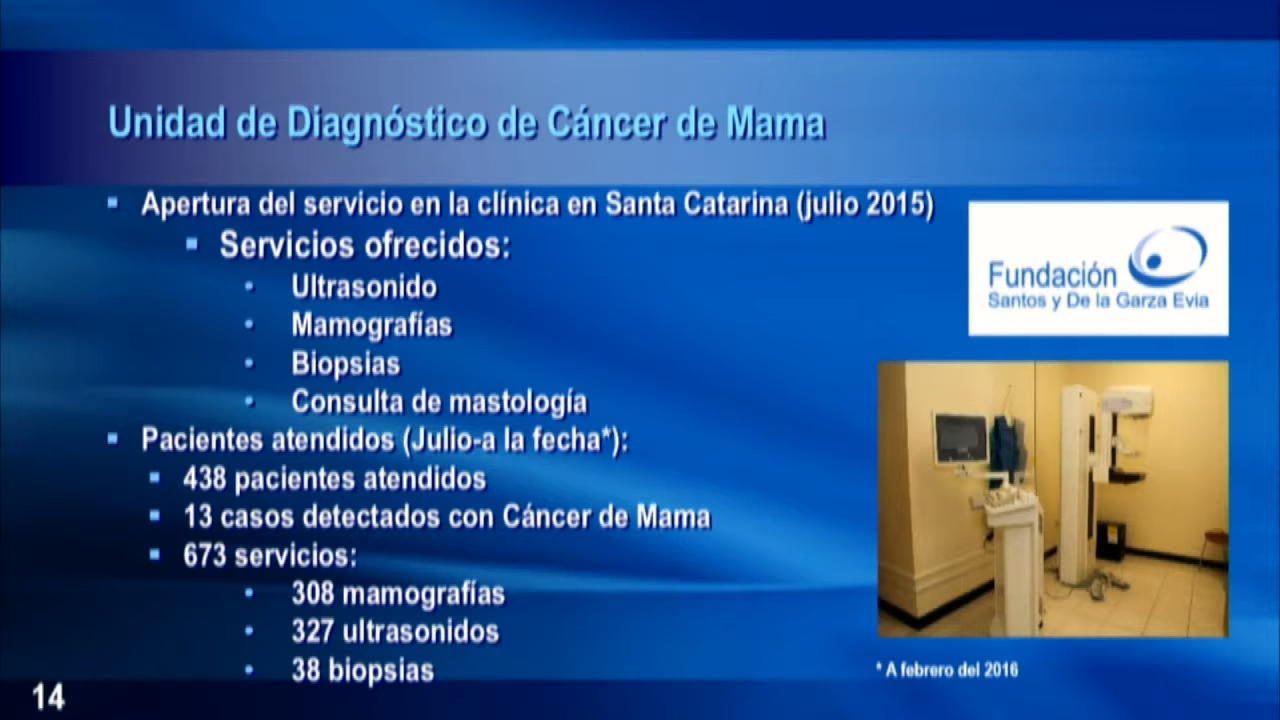 Unidad de Diagnóstico de Cáncer de Mama
Apertura del servicio en la clínica en Santa Catarina (julio 2015)
Servicios ofrecidos:
Ultrasonido
Mamografías
Biopsias
Consulta de mastología
Pacientes atendidos (Julio-a la fecha*):
438 pacientes atendidos
13 casos detectados con Cáncer de Mama
673 servicios:
308 mamografías
327 ultrasonidos
38 biopsias
Fundación
Santos y De la Garza Evia
* A febrero del 2016
14